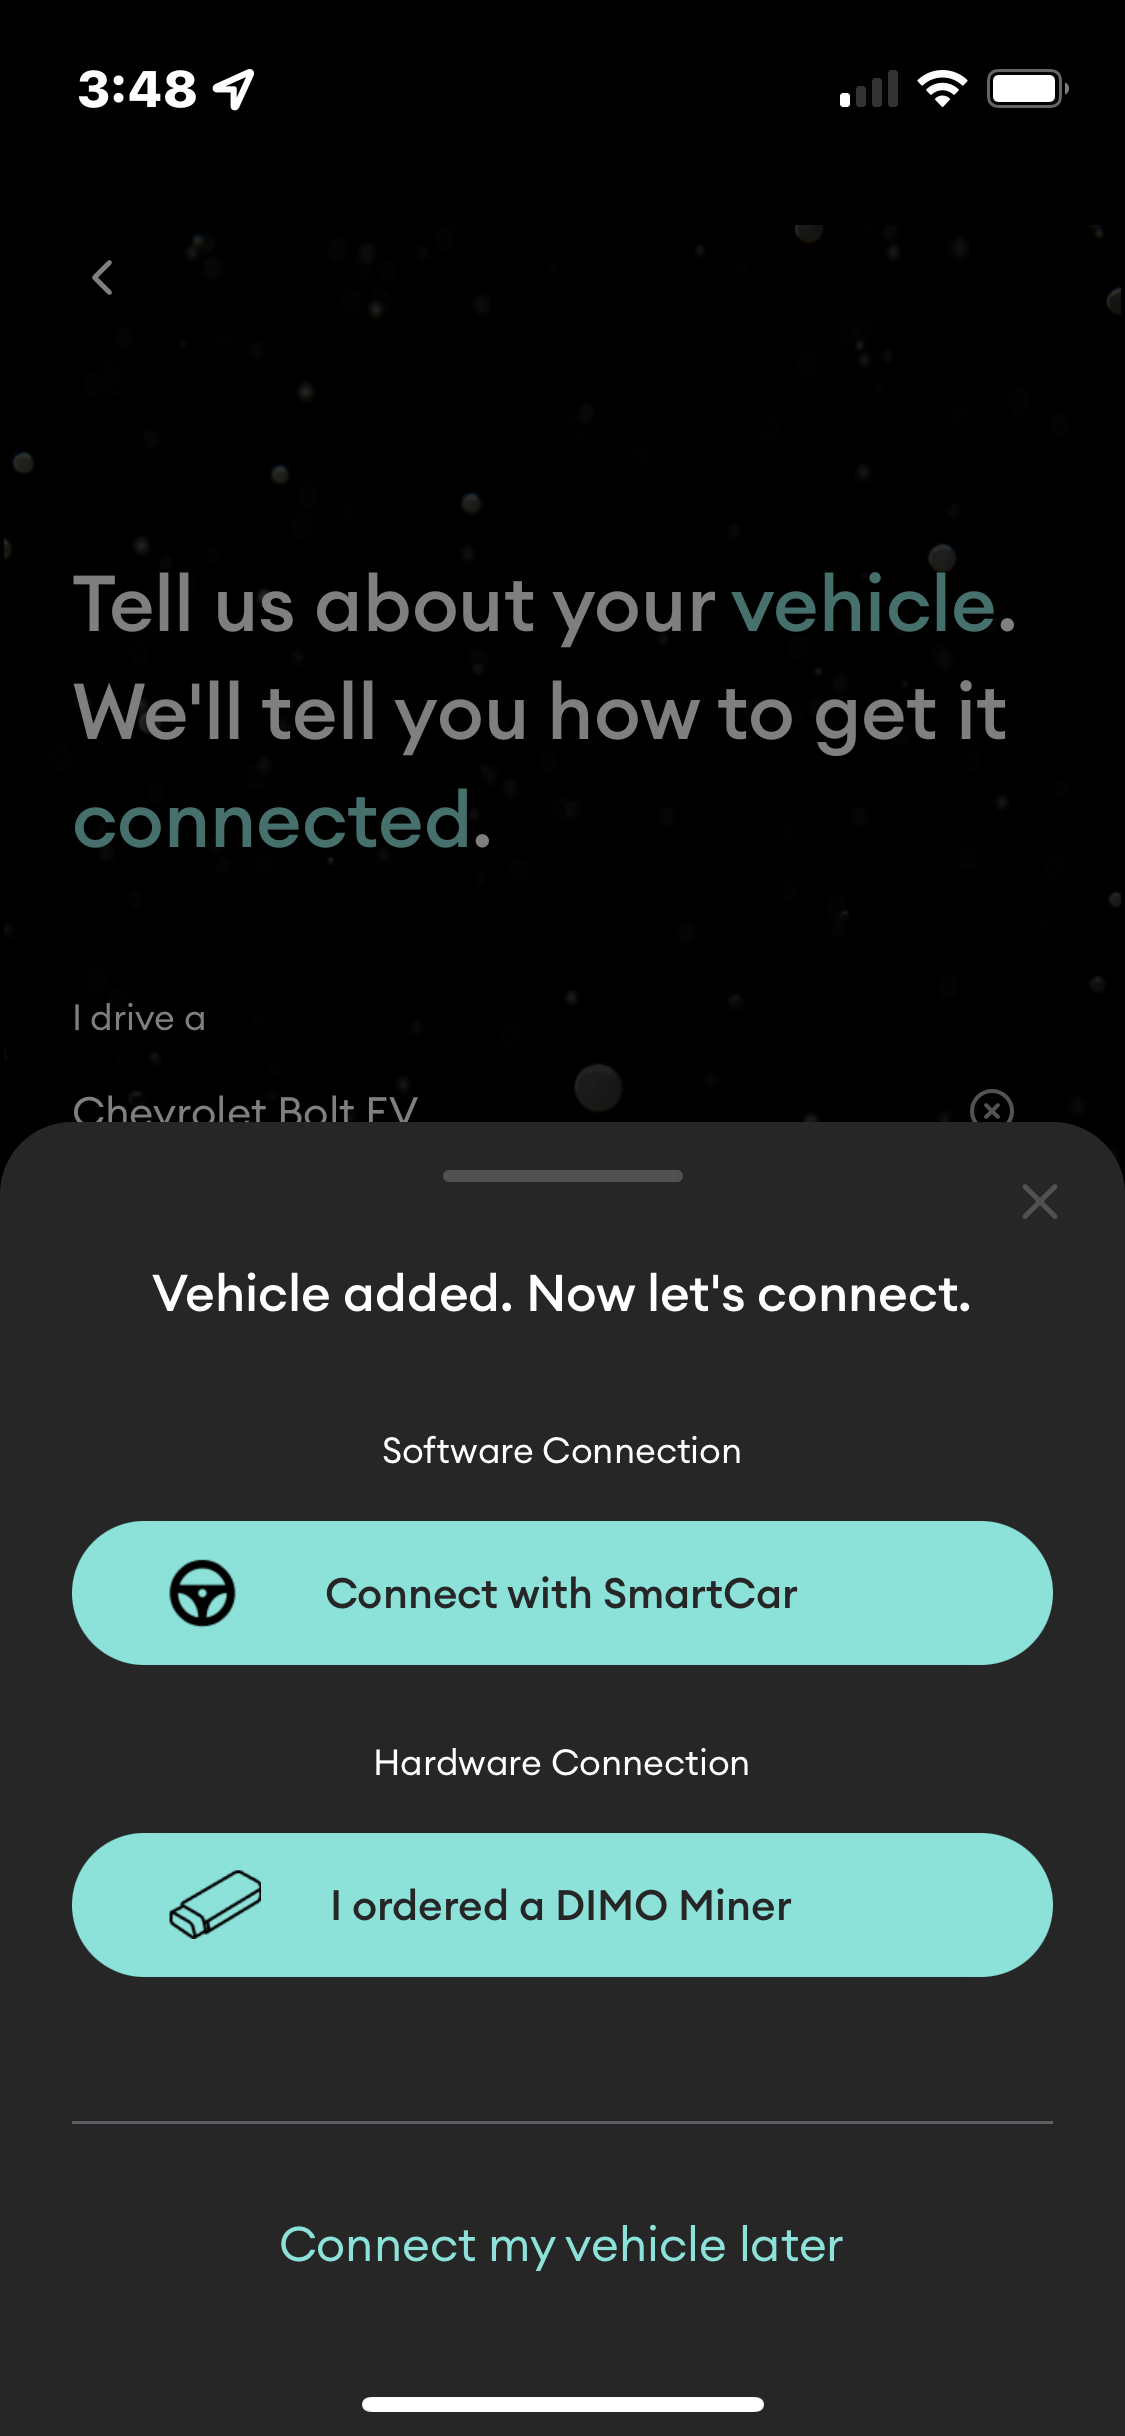 3:48
Tell us about your vehicle.
We'll tell you how to get it
connected.
I drive a
Chevrolet Bolt EV
Vehicle added. Now let's connect.
Software Connection
Connect with SmartCar
Hardware Connection
I ordered a DIMO Miner
Connect my vehicle later